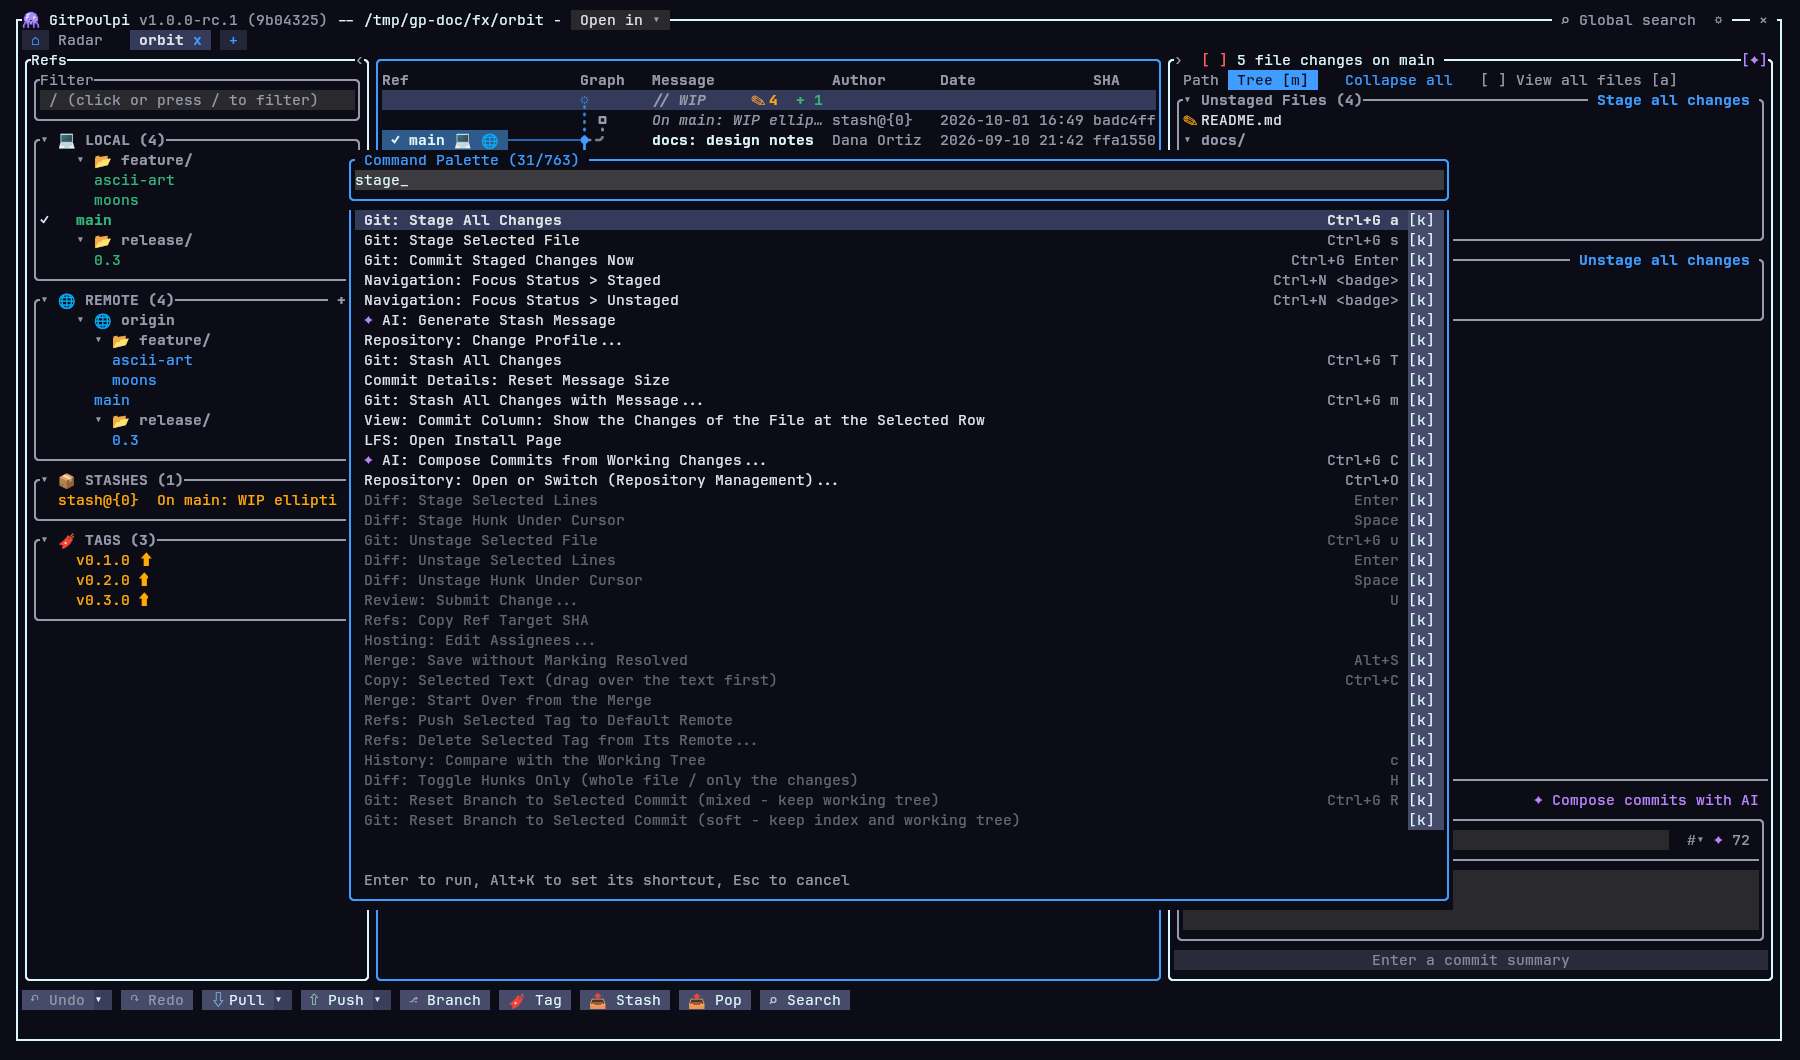 GitPoulpi v1.0.0-rc.1 (9b04325) -- /tmp/gp-doc/fx/orbit - Open in ▾ ⌕ Global search ×
⌂ Radar orbit x +
Refs ‹ › [ ] 5 file changes on main [✦]
Filter Ref Graph Message Author Date SHA Path Tree [m] Collapse all [ ] View all files [a]
/ (click or press / to filter) // WIP 4 + 1 ▾ Unstaged Files (4) Stage all changes
On main: WIP ellip… stash@{0} 2026-10-01 16:49 badc4ff README.md
▾ LOCAL (4) ✓ main docs: design notes Dana Ortiz 2026-09-10 21:42 ffa1550 ▾ docs/
▾ feature/ Command Palette (31/763)
ascii-art stage_
moons
✓ main Git: Stage All Changes Ctrl+G a [k]
▾ release/ Git: Stage Selected File Ctrl+G s [k]
0.3 Git: Commit Staged Changes Now Ctrl+G Enter [k] Unstage all changes
Navigation: Focus Status > Staged Ctrl+N <badge> [k]
▾ REMOTE (4) + Navigation: Focus Status > Unstaged Ctrl+N <badge> [k]
▾ origin ✦ AI: Generate Stash Message [k]
▾ feature/ Repository: Change Profile... [k]
ascii-art Git: Stash All Changes Ctrl+G T [k]
moons Commit Details: Reset Message Size [k]
main Git: Stash All Changes with Message... Ctrl+G m [k]
▾ release/ View: Commit Column: Show the Changes of the File at the Selected Row [k]
0.3 LFS: Open Install Page [k]
✦ AI: Compose Commits from Working Changes... Ctrl+G C [k]
▾ STASHES (1) Repository: Open or Switch (Repository Management)... Ctrl+O [k]
stash@{0} On main: WIP ellipti Diff: Stage Selected Lines Enter [k]
Diff: Stage Hunk Under Cursor Space [k]
▾ TAGS (3) Git: Unstage Selected File Ctrl+G u [k]
v0.1.0 ⬆ Diff: Unstage Selected Lines Enter [k]
v0.2.0 ⬆ Diff: Unstage Hunk Under Cursor Space [k]
v0.3.0 ⬆ Review: Submit Change... U [k]
Refs: Copy Ref Target SHA [k]
Hosting: Edit Assignees... [k]
Merge: Save without Marking Resolved Alt+S [k]
Copy: Selected Text (drag over the text first) Ctrl+C [k]
Merge: Start Over from the Merge [k]
Refs: Push Selected Tag to Default Remote [k]
Refs: Delete Selected Tag from Its Remote... [k]
History: Compare with the Working Tree c [k]
Diff: Toggle Hunks Only (whole file / only the changes) H [k]
Git: Reset Branch to Selected Commit (mixed - keep working tree) Ctrl+G R [k] ✦ Compose commits with AI
Git: Reset Branch to Selected Commit (soft - keep index and working tree) [k]
#▾ ✦ 72
Enter to run, Alt+K to set its shortcut, Esc to cancel
Enter a commit summary
↶ Undo ▾ ↷ Redo ⇩ Pull ▾ ⇧ Push ▾ Branch Tag Stash Pop ⌕ Search